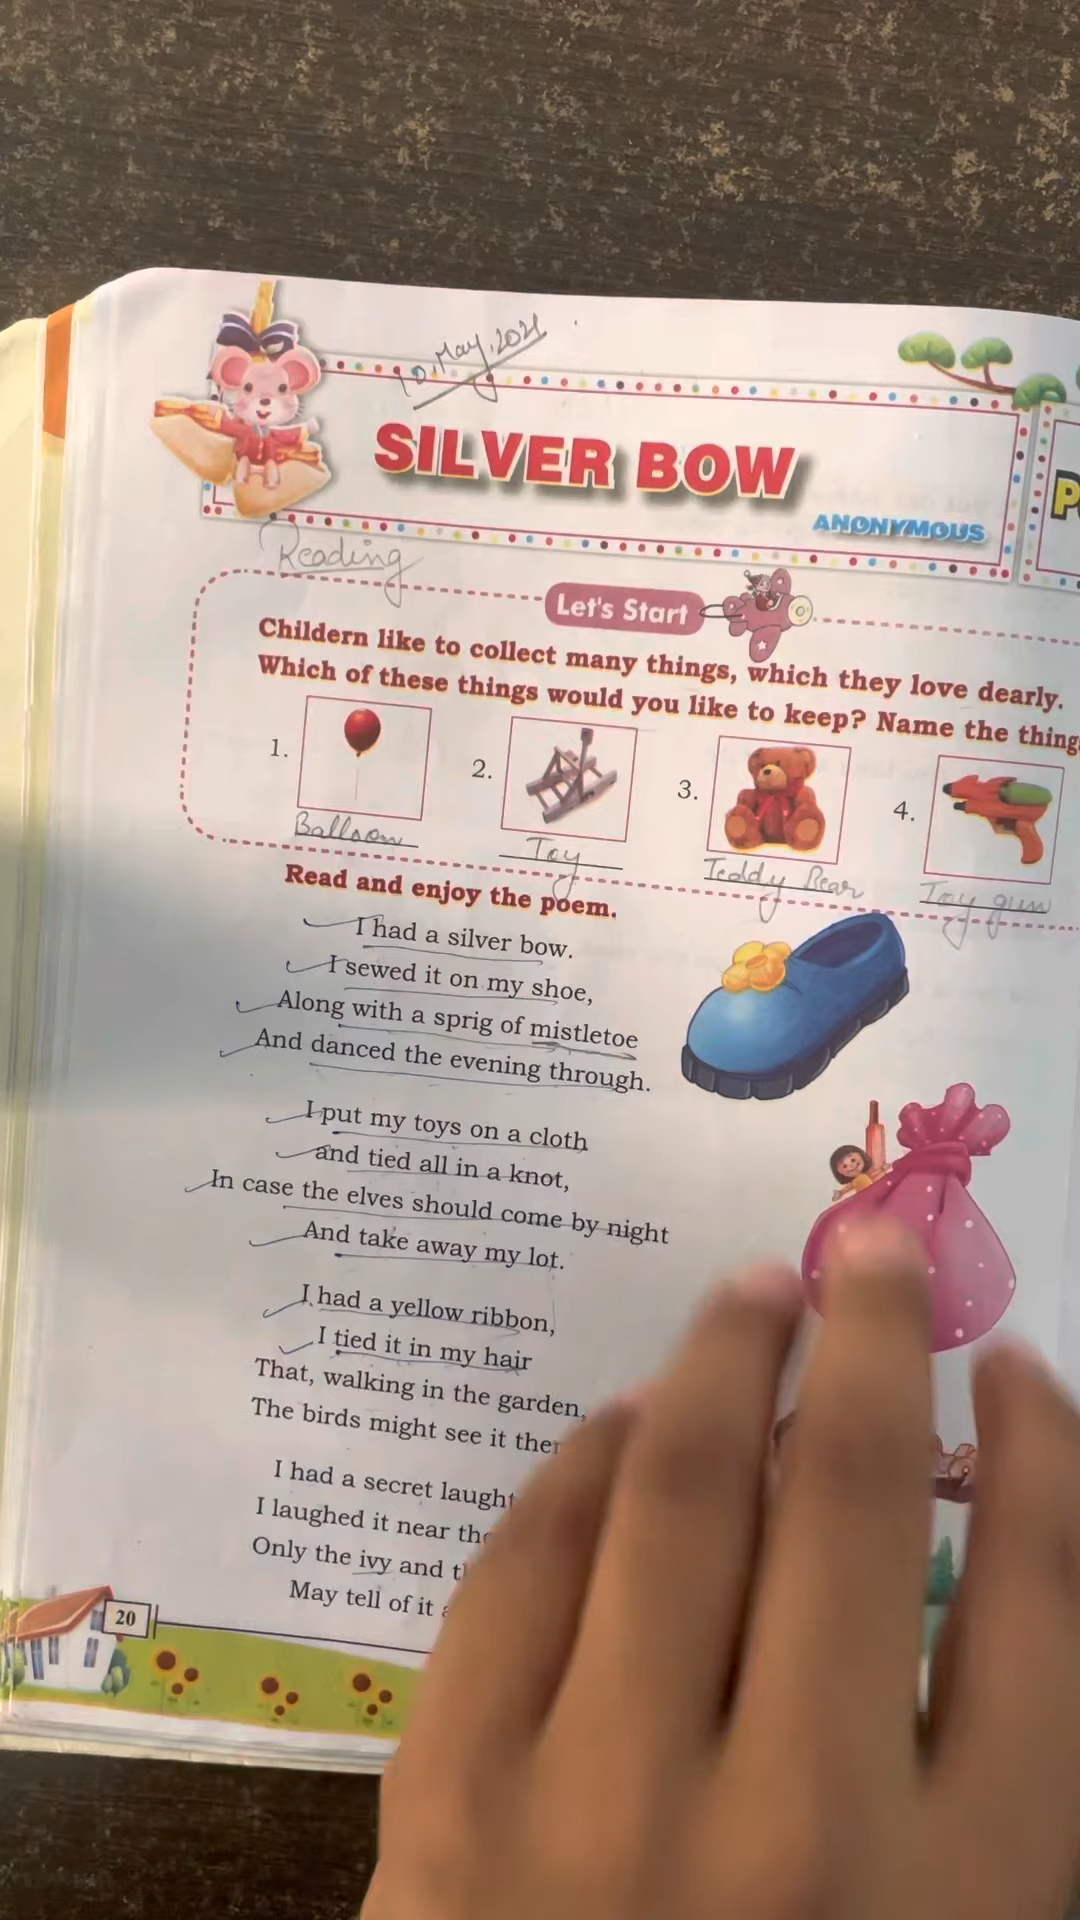 10, May, 2021
SILVER BOW
ANONYMOUS
Reading
Let's Start
Childern like to collect many things, which they love dearly.
Which of these things would you like to keep? Name the thing
1. 2. 3. 4.
Balloon Toy Teddy Bear Toy gun
Read and enjoy the poem.
I had a silver bow.
I sewed it on my shoe,
Along with a sprig of mistletoe
And danced the evening through.
I put my toys on a cloth
and tied all in a knot,
In case the elves should come by night
And take away my lot.
I had a yellow ribbon,
I tied it in my hair
That, walking in the garden,
The birds might see it
I had a secret
I laughed it near
Only the ivy and
May tell of it
20